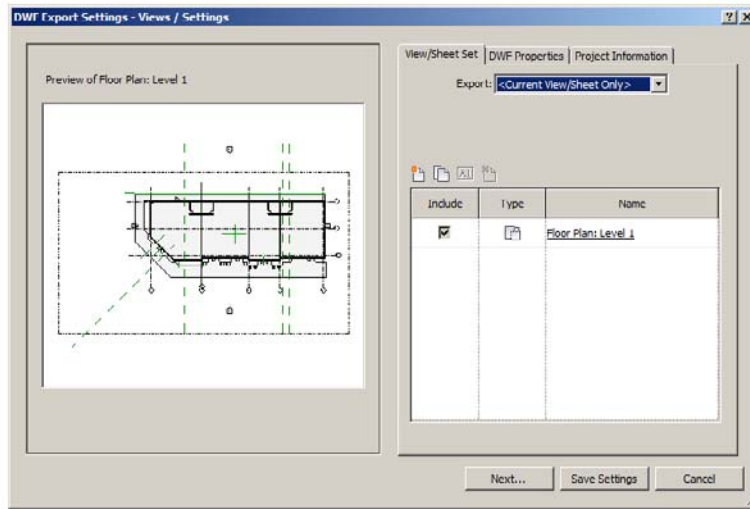 DWF Export Settings - Views / Settings
Preview of Floor Plan: Level 1
View/Sheet Set DWF Properties Project Information
Export: <Current View/Sheet Only>
Include Type Name
Floor Plan: Level 1
Next... Save Settings Cancel